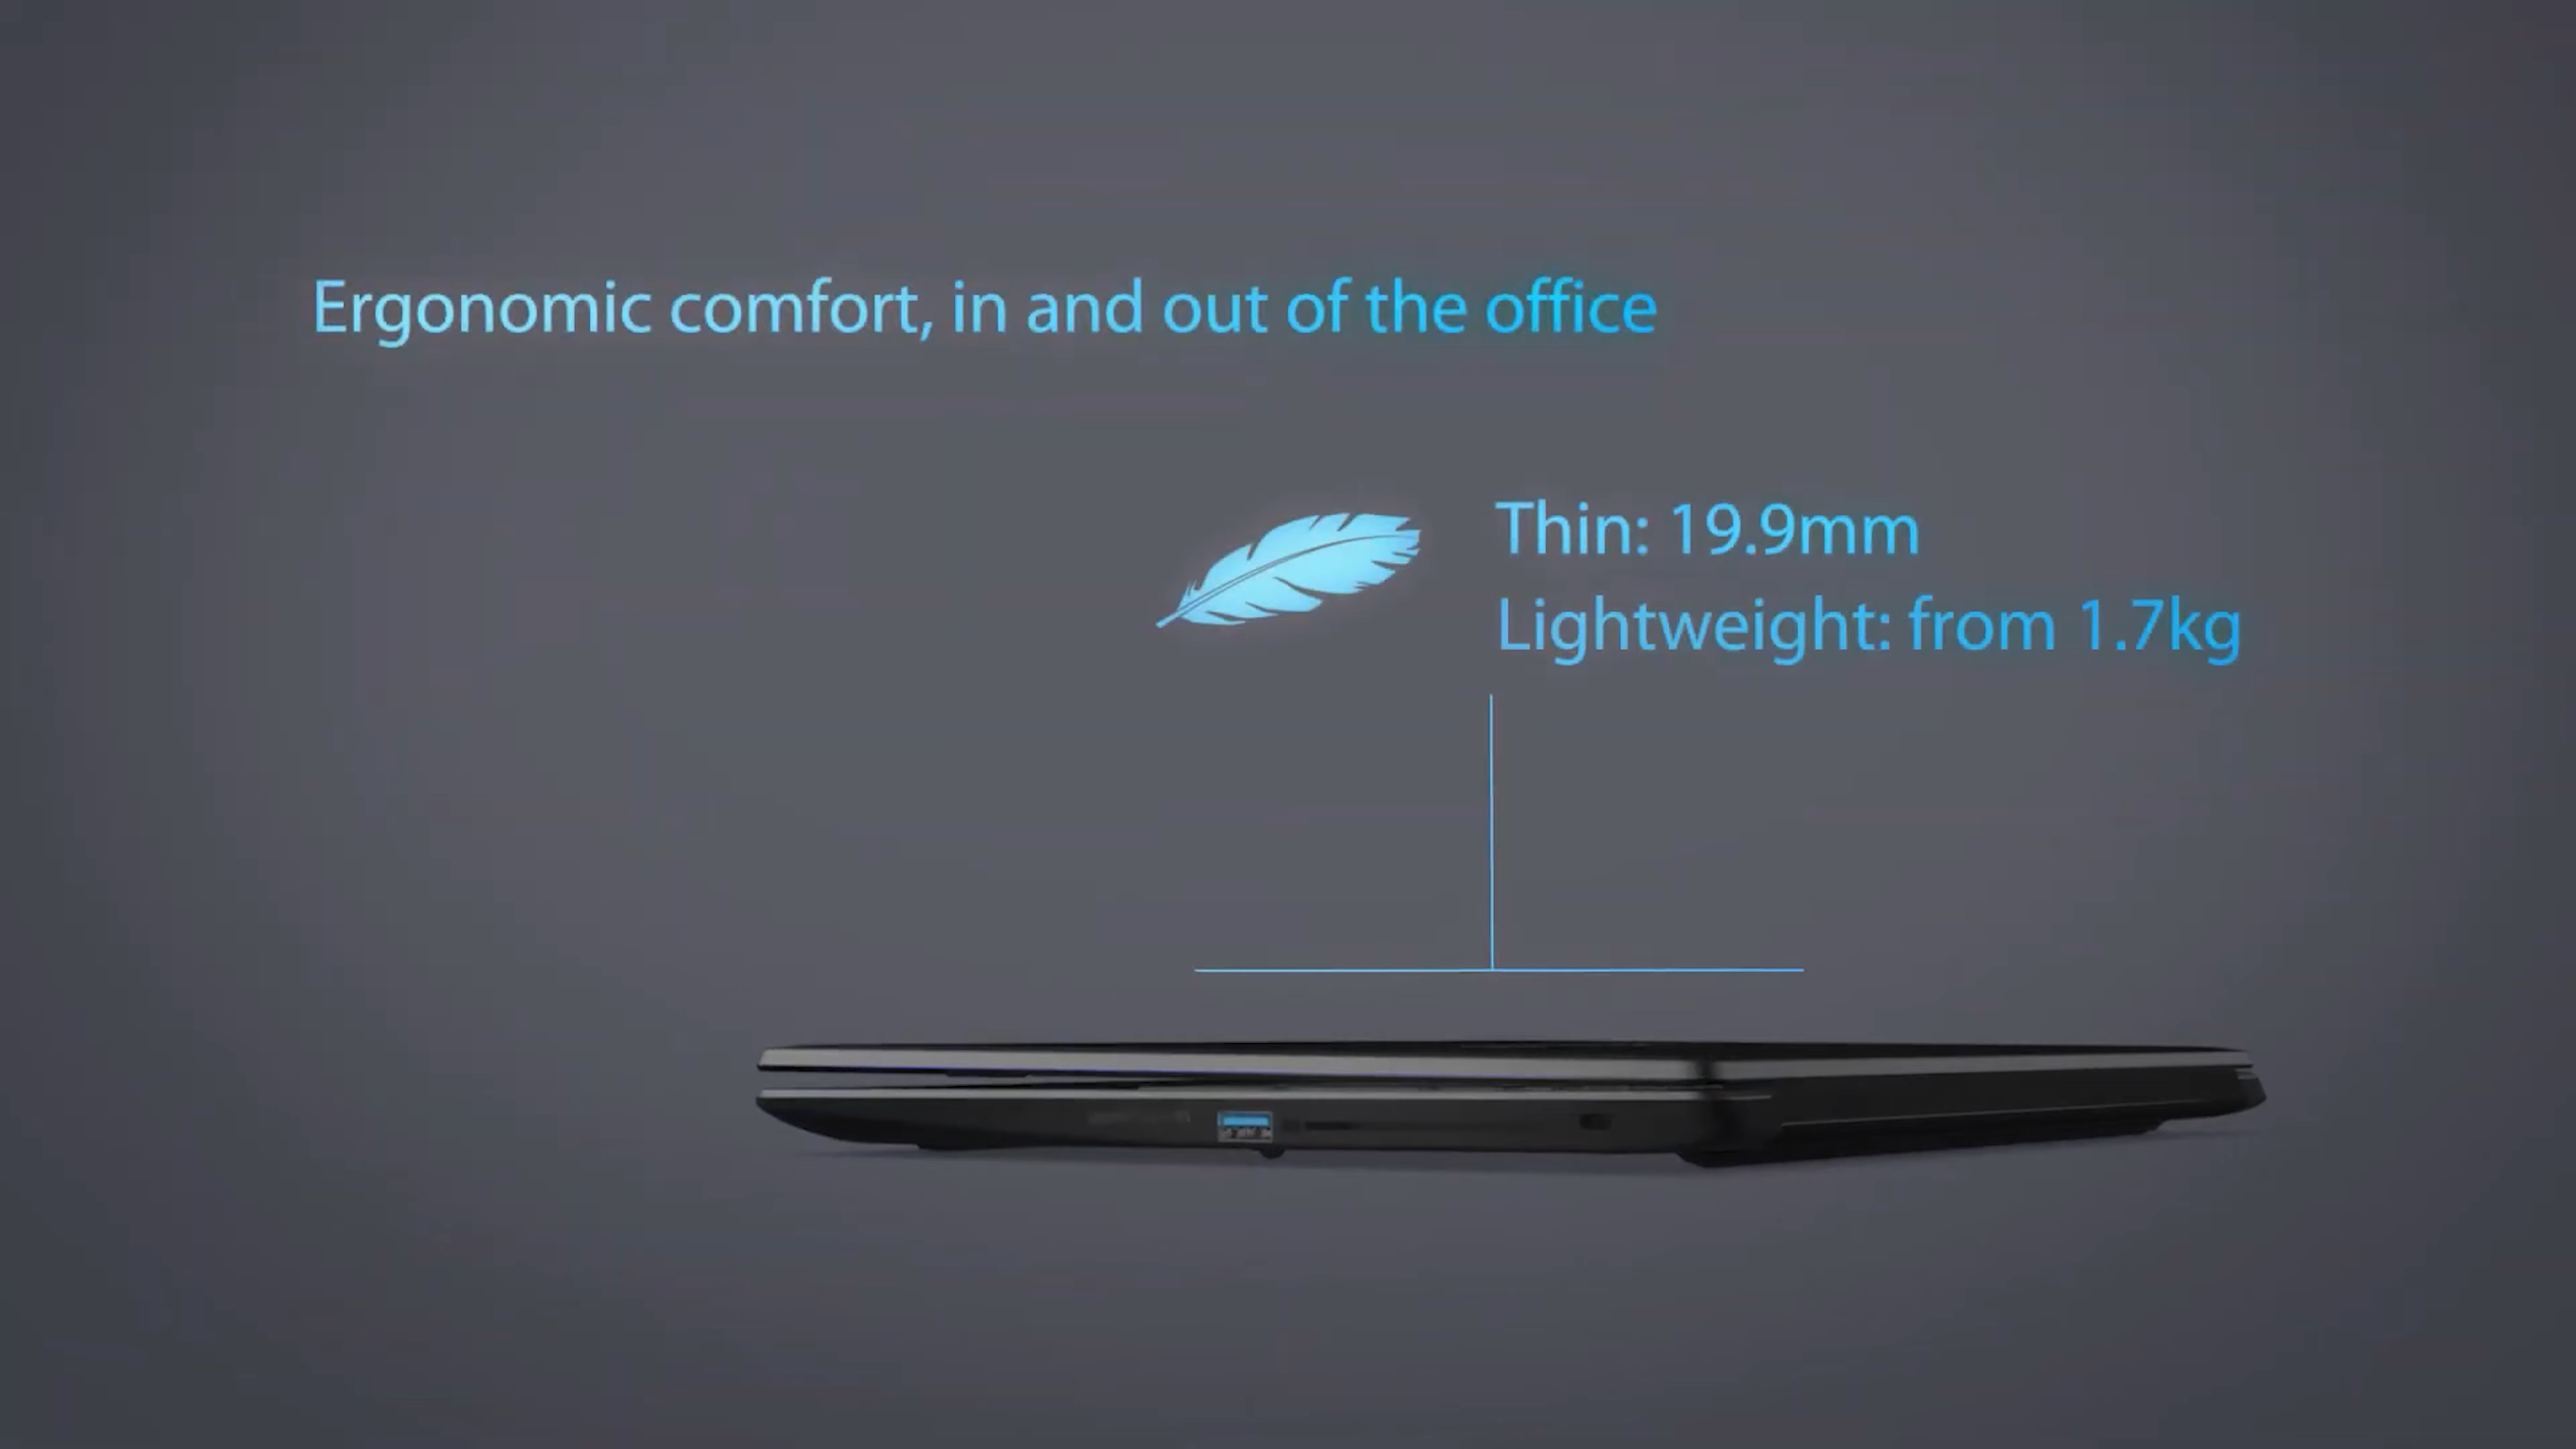 Ergonomic comfort, in and out of the office
Thin: 19.9mm
Lightweight: from 1.7kg